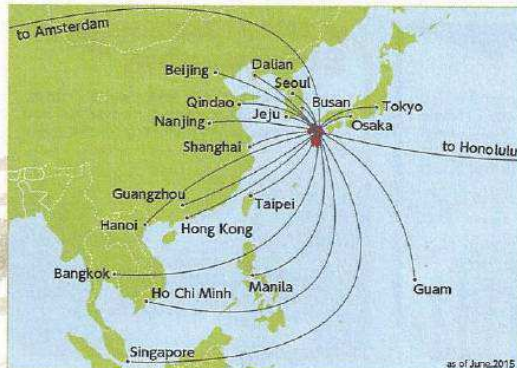 to Amsterdam
Dalian
Beijing
Seoul
Qindao
Busan
Tokyo
Jeju
Nanjing
Osaka
Shanghai
to Honolulu
Guangzhou
Taipei
Hanoi
Hong Kong
Bangkok
Manila
Guam
Ho Chi Minh
Singapore
as of June,2015